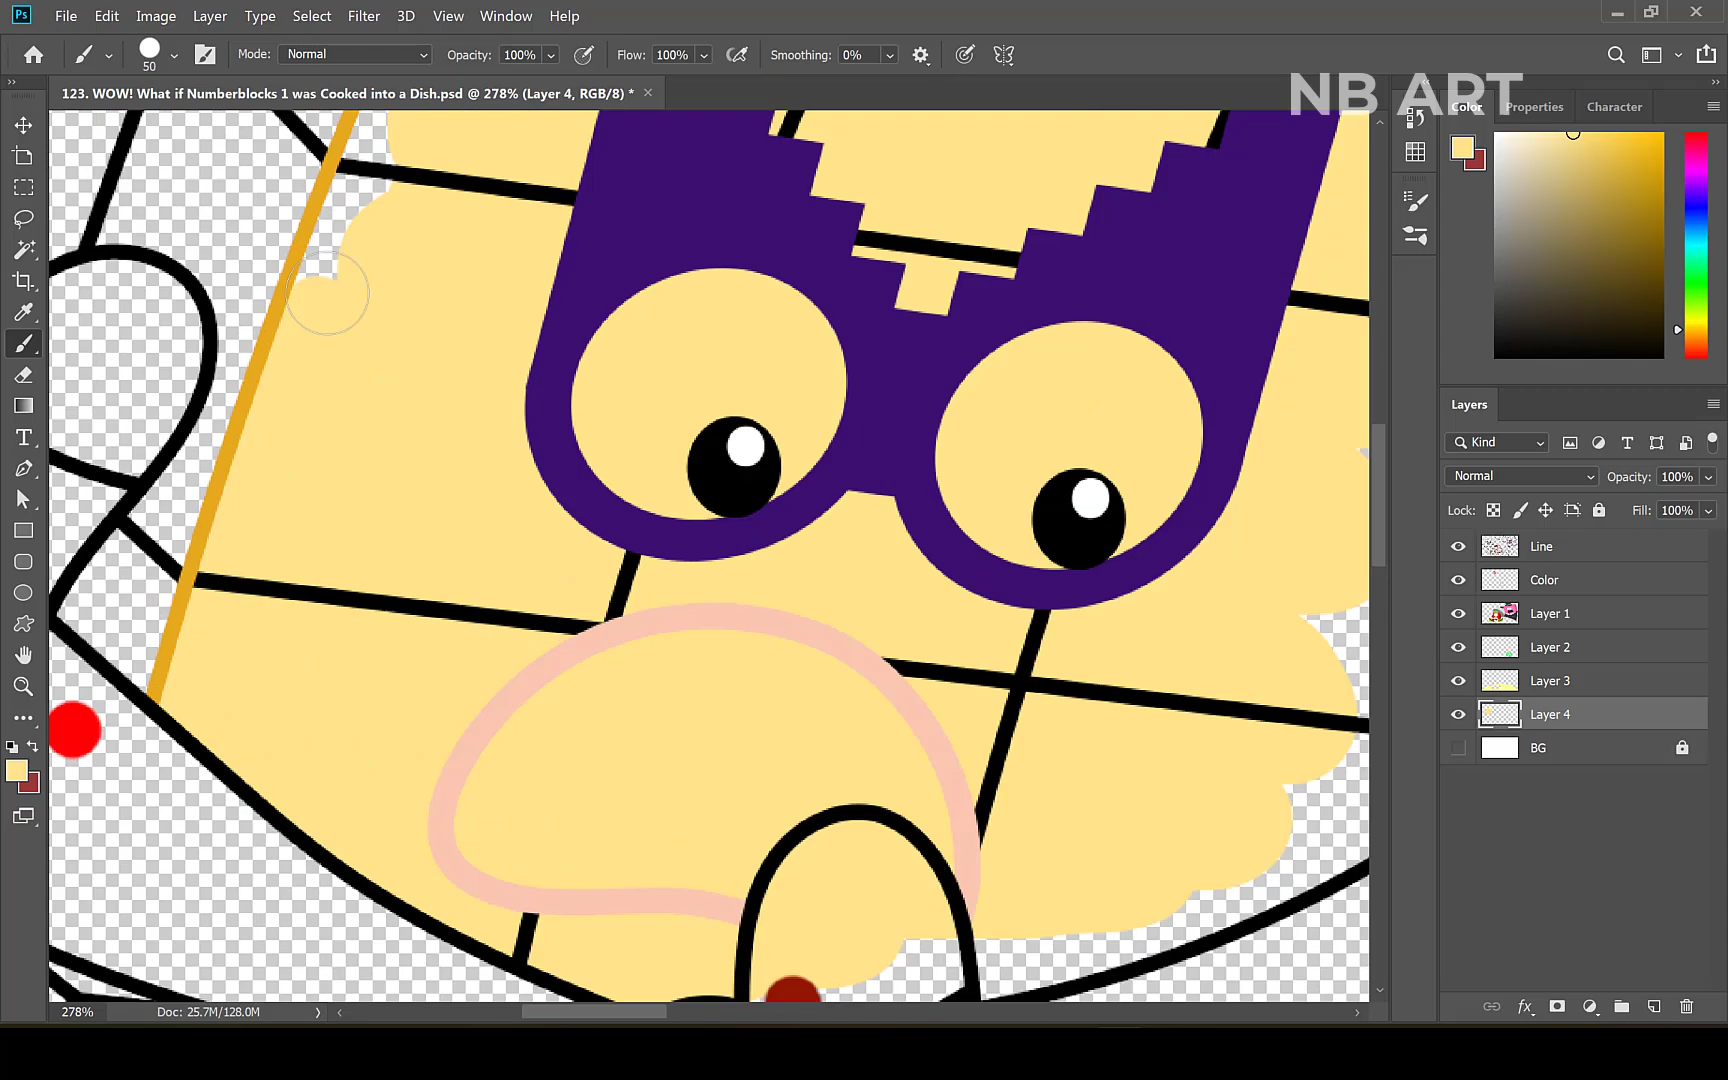 Ps File Edit Image Layer Type Select Filter 3D View Window Help
50 Mode: Normal Opacity: 100% Flow: 100% Smoothing: 0%
123. WOW! What if Numberblocks 1 was Cooked into a Dish.psd @ 278% (Layer 4, RGB/8) *
NB ART
Color Properties Character
Layers
Kind
Normal Opacity: 100%
Lock: Fill: 100%
Line
Color
Layer 1
Layer 2
Layer 3
Layer 4
BG
278% Doc: 25.7M/128.0M